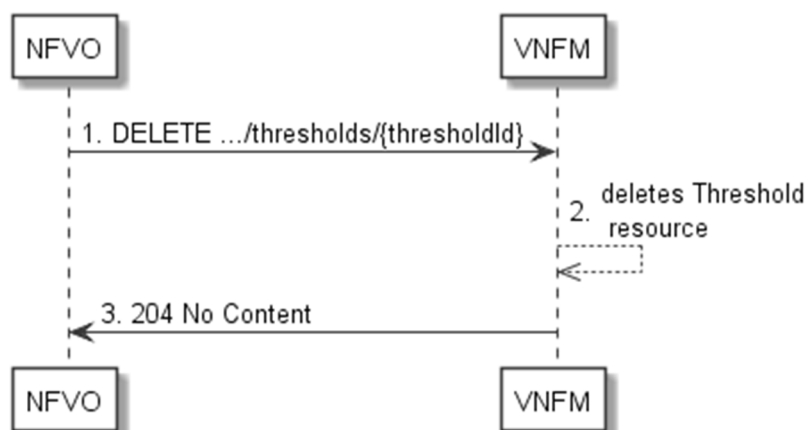 NFVO
VNFM
1. DELETE .../thresholds/{thresholdId}
2. deletes Threshold
resource
3. 204 No Content
NFVO
VNFM